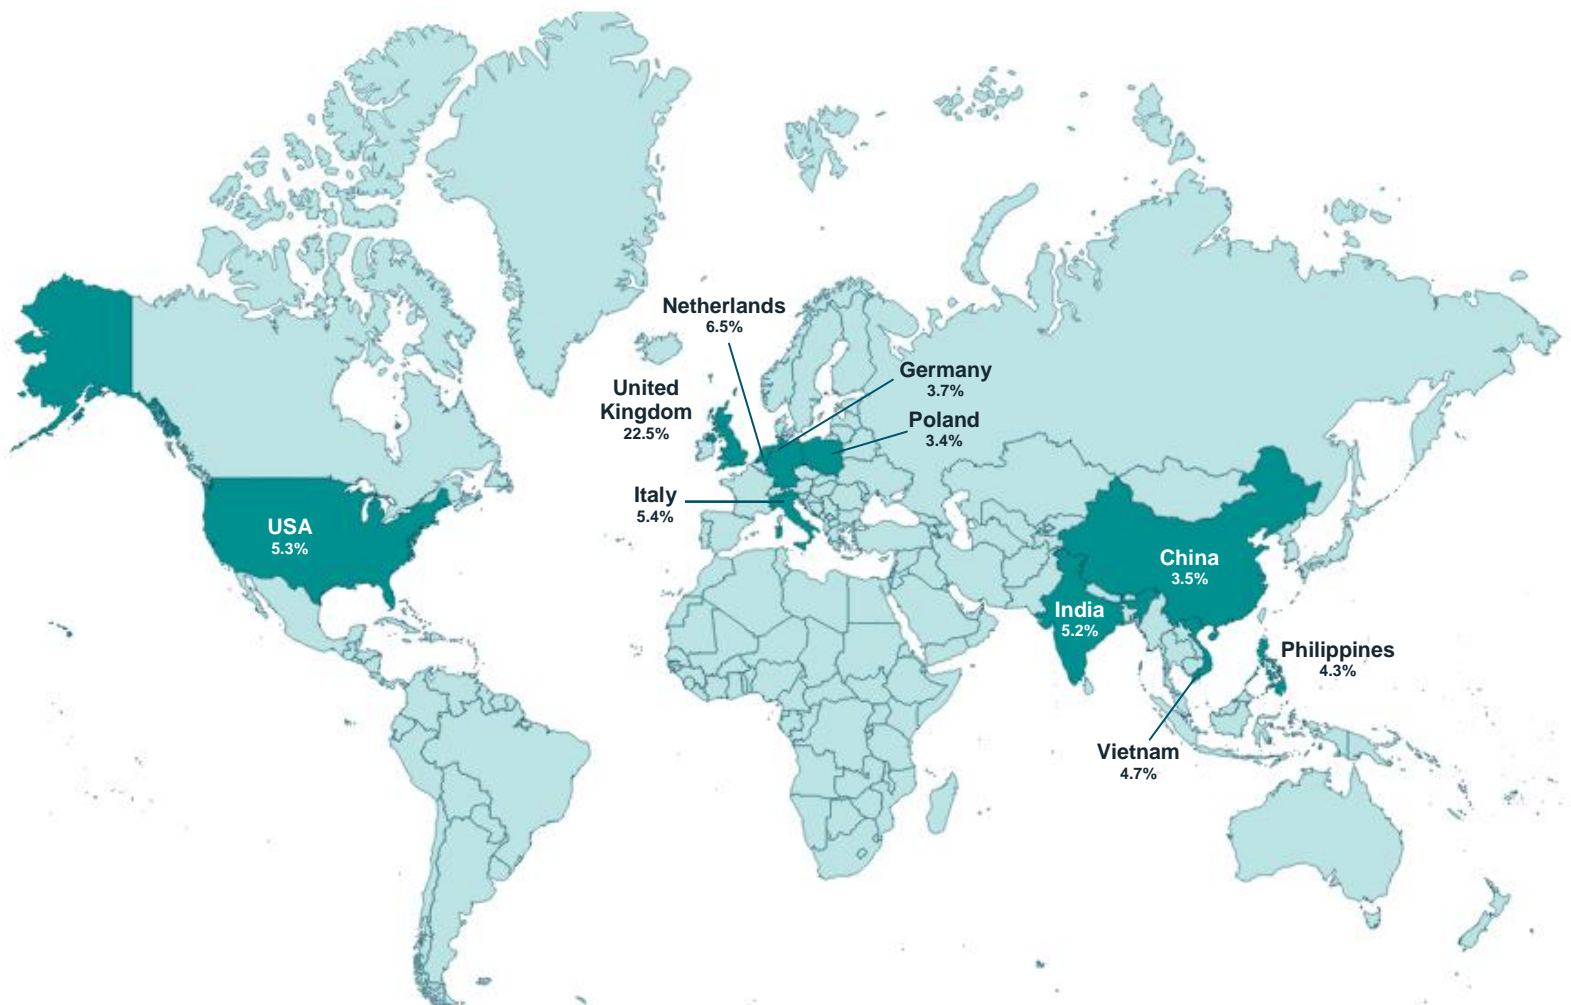 Netherlands
6.5%
Germany
3.7%
United
Kingdom
22.5%
Poland
3.4%
Italy
5.4%
USA
5.3%
China
3.5%
India
5.2%
Philippines
4.3%
Vietnam
4.7%